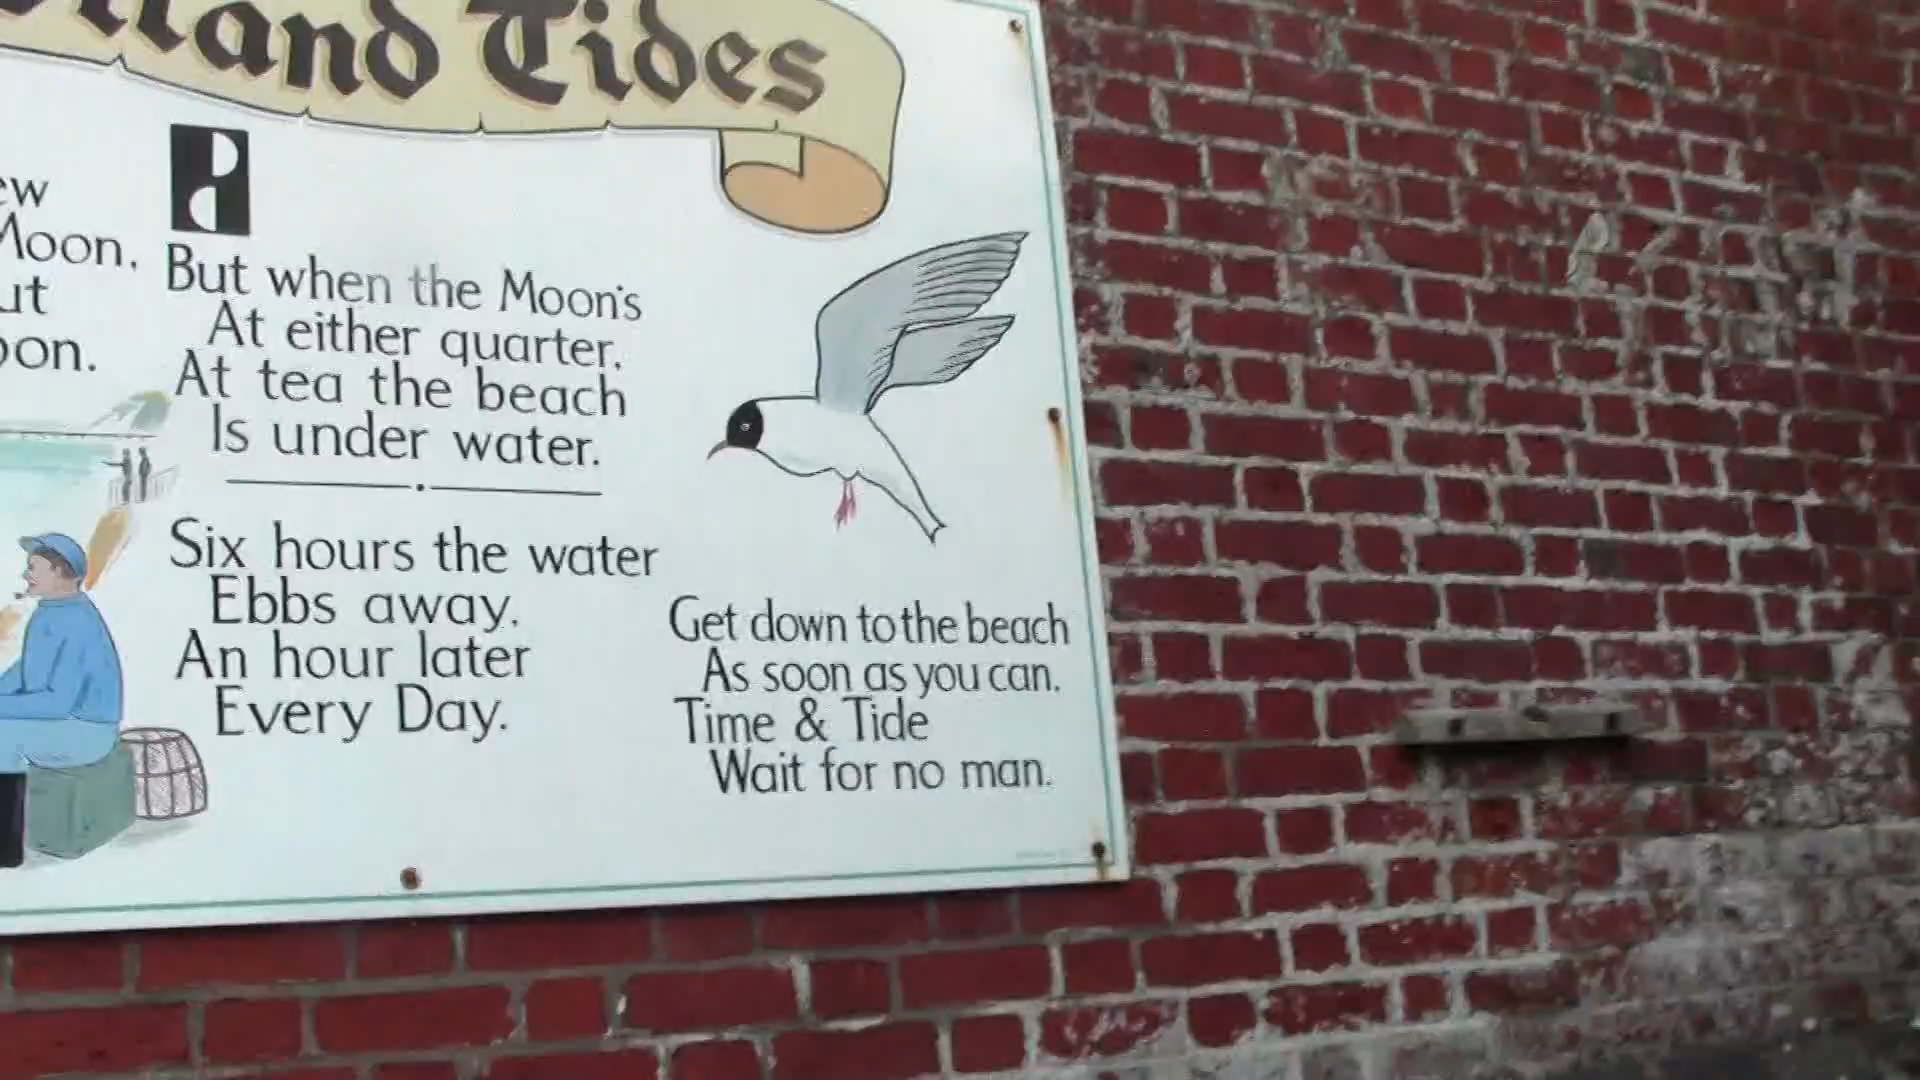 and Tides
Moon,
But when the Moon's
At either quarter,
At tea the beach
Is under water.
Six hours the water
Ebbs away,
An hour later
Every Day.
Get down to the beach
As soon as you can.
Time & Tide
Wait for no man.